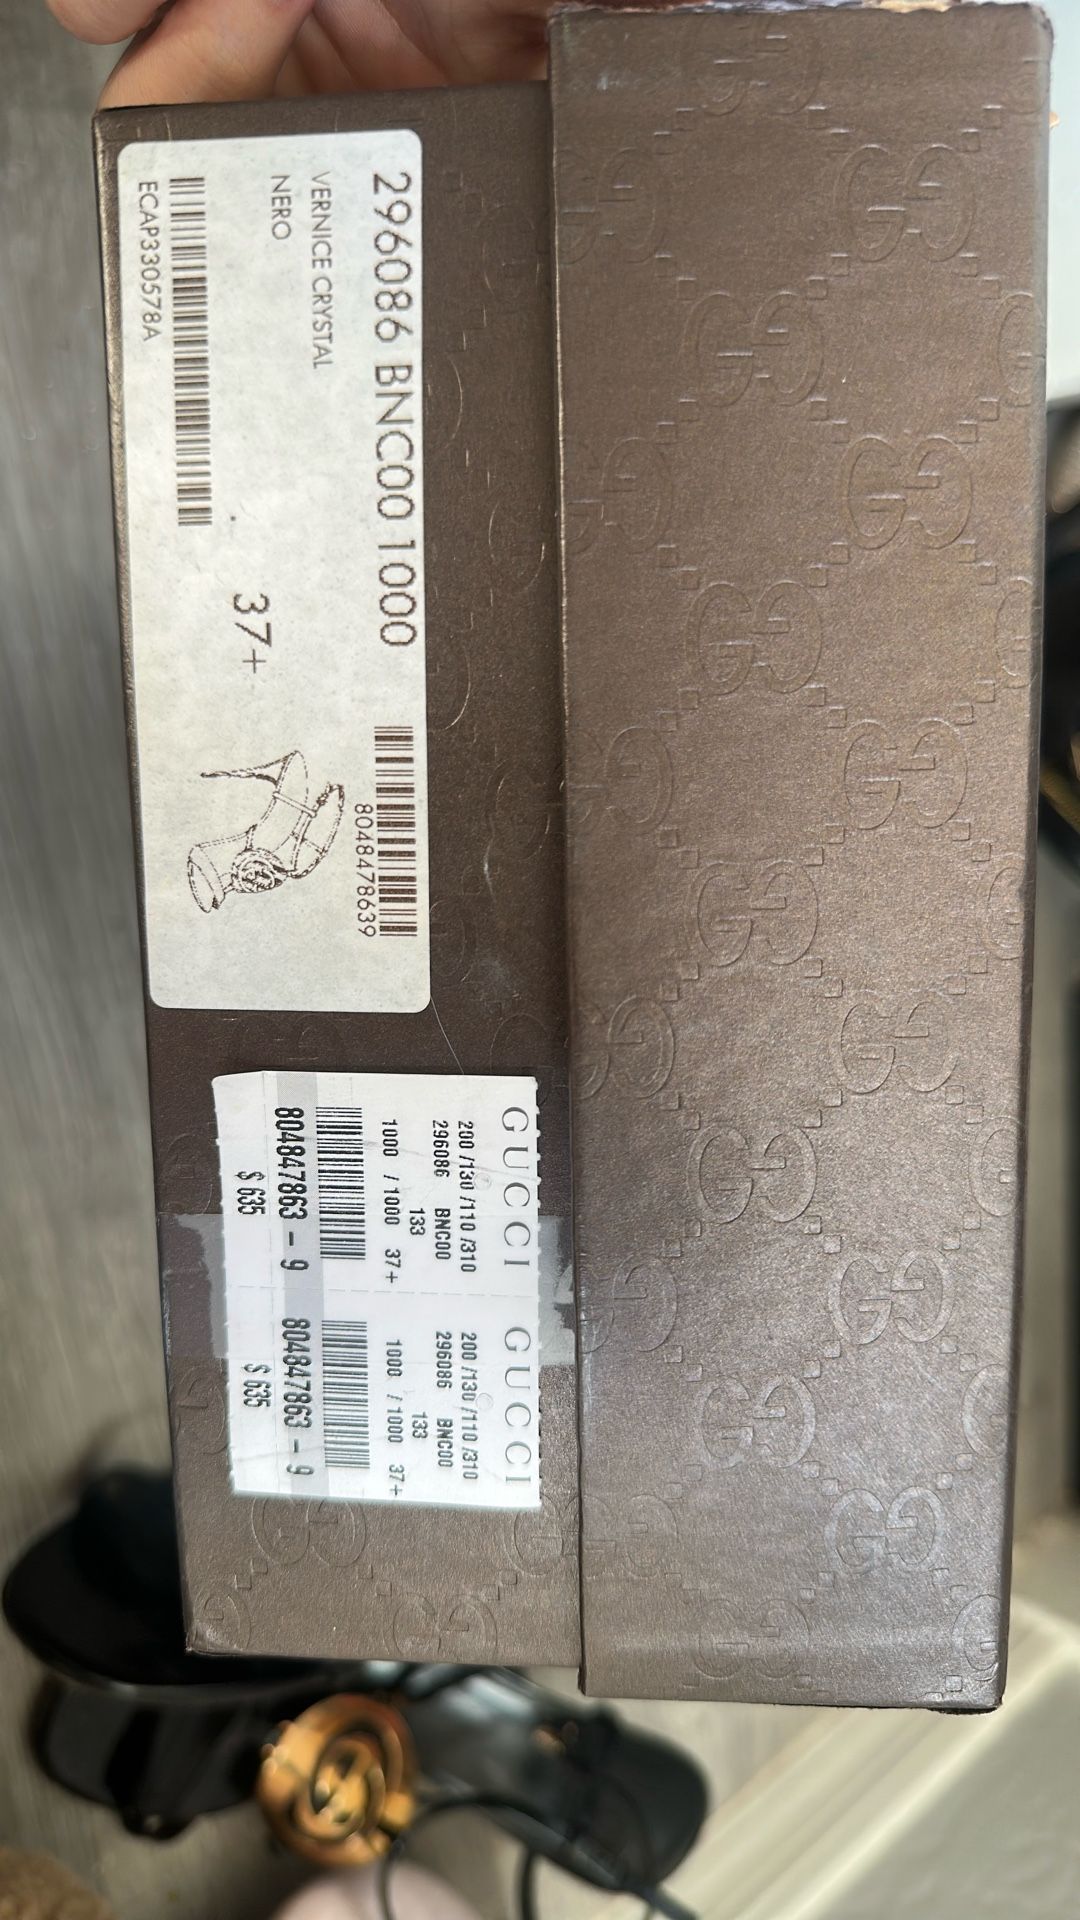 296086 BNC00 1000
VERNICE CRYSTAL
NERO
37+
ECAP330578A
8048478639
GUCCI
200 /130 /110 /310
296086 BNC00
133
1000 / 1000 37+
804847863 - 9
$ 635
GUCCI
200 /130 /110 /310
296086 BNC00
133
1000 / 1000 37+
804847863 - 9
$ 635